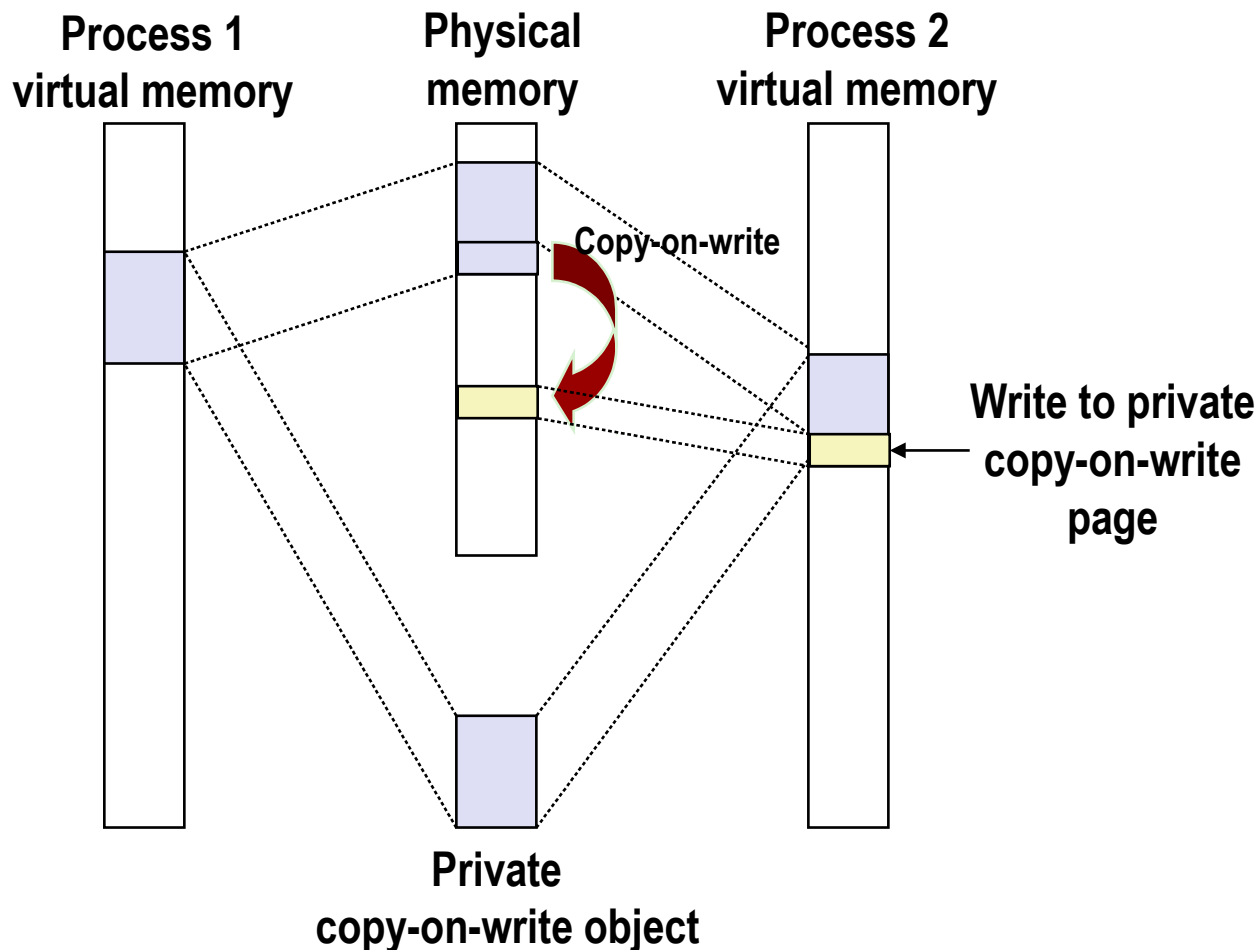 Process 1
virtual memory
Physical
memory
Process 2
virtual memory
Copy-on-write
Write to private
copy-on-write
page
Private
copy-on-write object